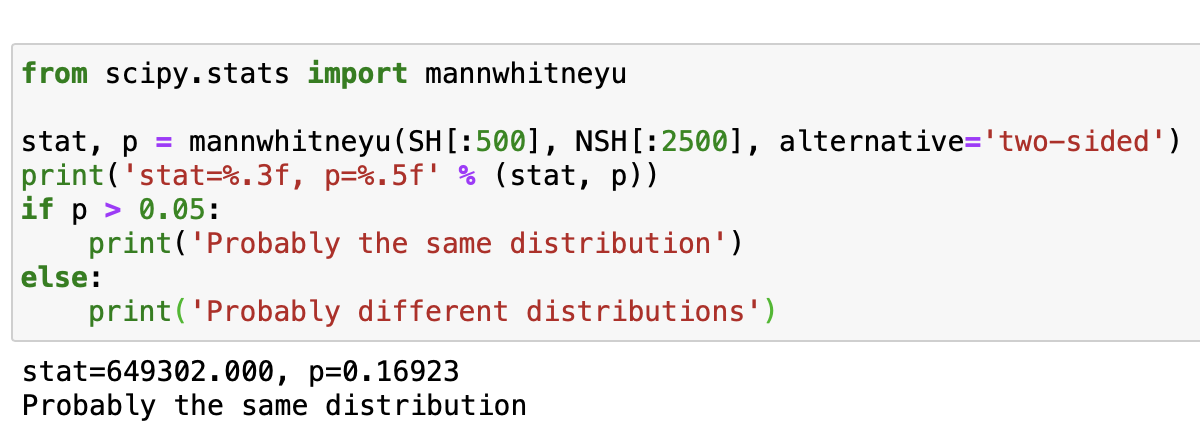 from scipy.stats import mannwhitneyu
stat, p = mannwhitneyu(SH[:500], NSH[:2500], alternative='two-sided')
print('stat=%.3f, p=%.5f' % (stat, p))
if p > 0.05:
    print('Probably the same distribution')
else:
    print('Probably different distributions')
stat=649302.000, p=0.16923
Probably the same distribution